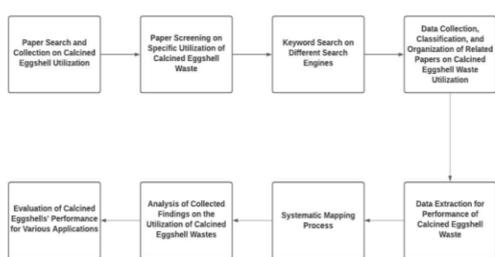 Paper Search and
Collection on Calcined
Eggshell Utilization
Paper Screening on
Specific Utilization of
Calcined Eggshell
Waste
Keyword Search on
Different Search
Engines
Data Collection,
Classification, and
Organization of Related
Papers on Calcined
Eggshell Waste
Utilization
Data Extraction for
Performance of
Calcined Eggshell
Waste
Systematic Mapping
Process
Analysis of Collected
Findings on the
Utilization of Calcined
Eggshell Wastes
Evaluation of Calcined
Eggshells' Performance
for Various Applications